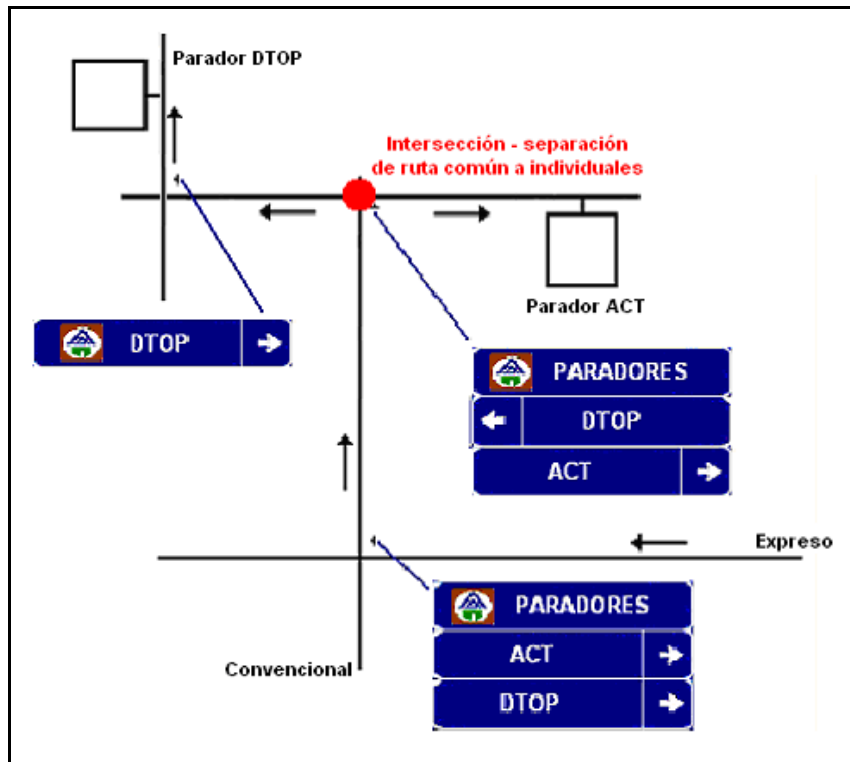 Parador DTOP
Intersección - separación
de ruta común a individuales
Parador ACT
DTOP
PARADORES
DTOP
ACT
Expreso
PARADORES
ACT
DTOP
Convencional